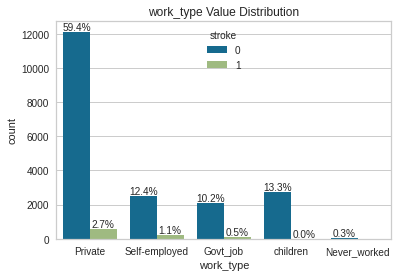 work_type Value Distribution
stroke
0
1
count
12000
10000
8000
6000
4000
2000
0
59.4%
2.7%
12.4%
1.1%
10.2%
0.5%
13.3%
0.0%
0.3%
Private
Self-employed
Govt_job
children
Never_worked
work_type